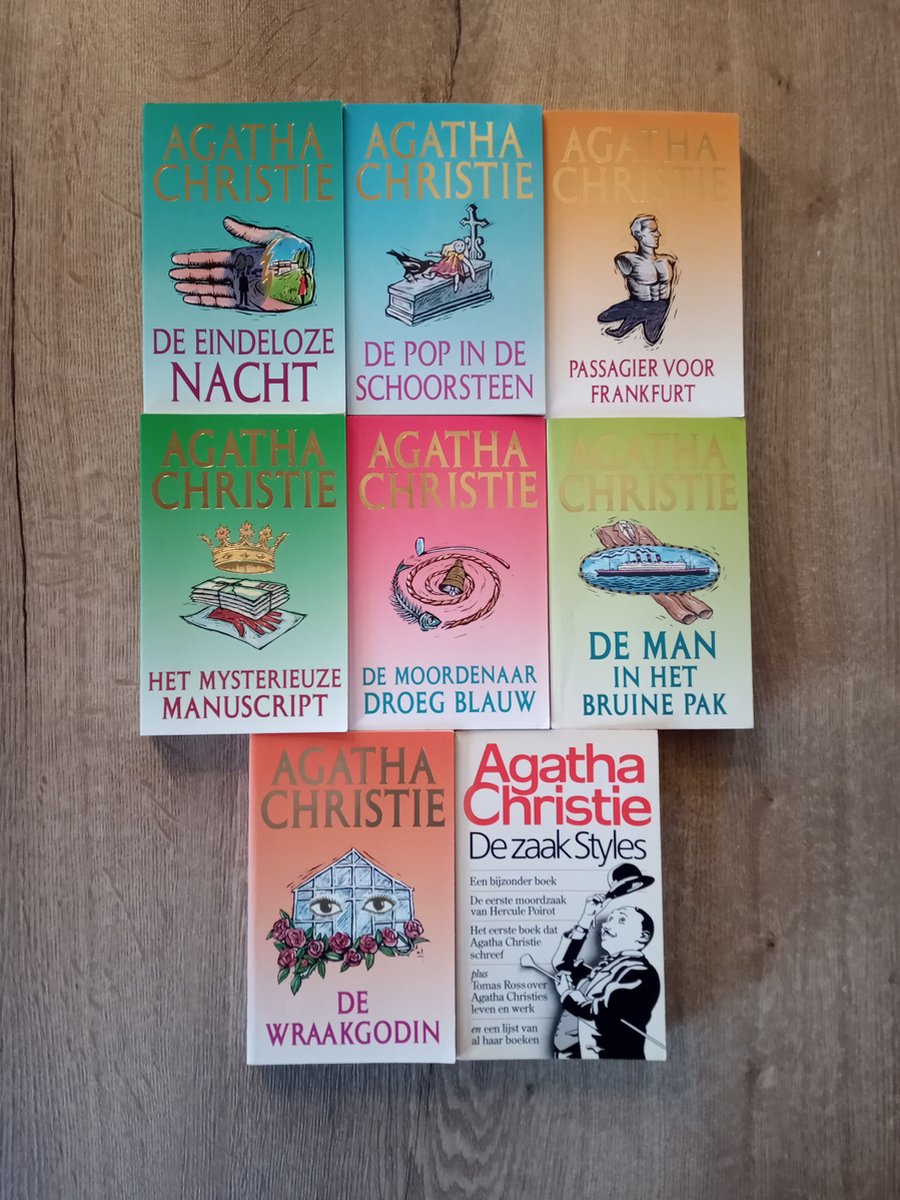 AGATHA
CHRISTIE
DE EINDELOZE
NACHT
AGATHA
CHRISTIE
DE POP IN DE
SCHOORSTEEN
AGATHA
CHRISTIE
PASSAGIER VOOR
FRANKFURT
AGATHA
CHRISTIE
HET MYSTERIEUZE
MANUSCRIPT
AGATHA
CHRISTIE
DE MOORDENAAR
DROEG BLAUW
AGATHA
CHRISTIE
DE MAN
IN HET
BRUINE PAK
AGATHA
CHRISTIE
DE
WRAAKGODIN
Agatha
Christie
De zaak Styles
Een bijzonder boek
De eerste moordzaak
van Hercule Poirot
Het eerste boek dat
Agatha Christie
schreef
plus
Tomas Ross over
Agatha Christies
leven en werk
en een lijst van
al haar boeken